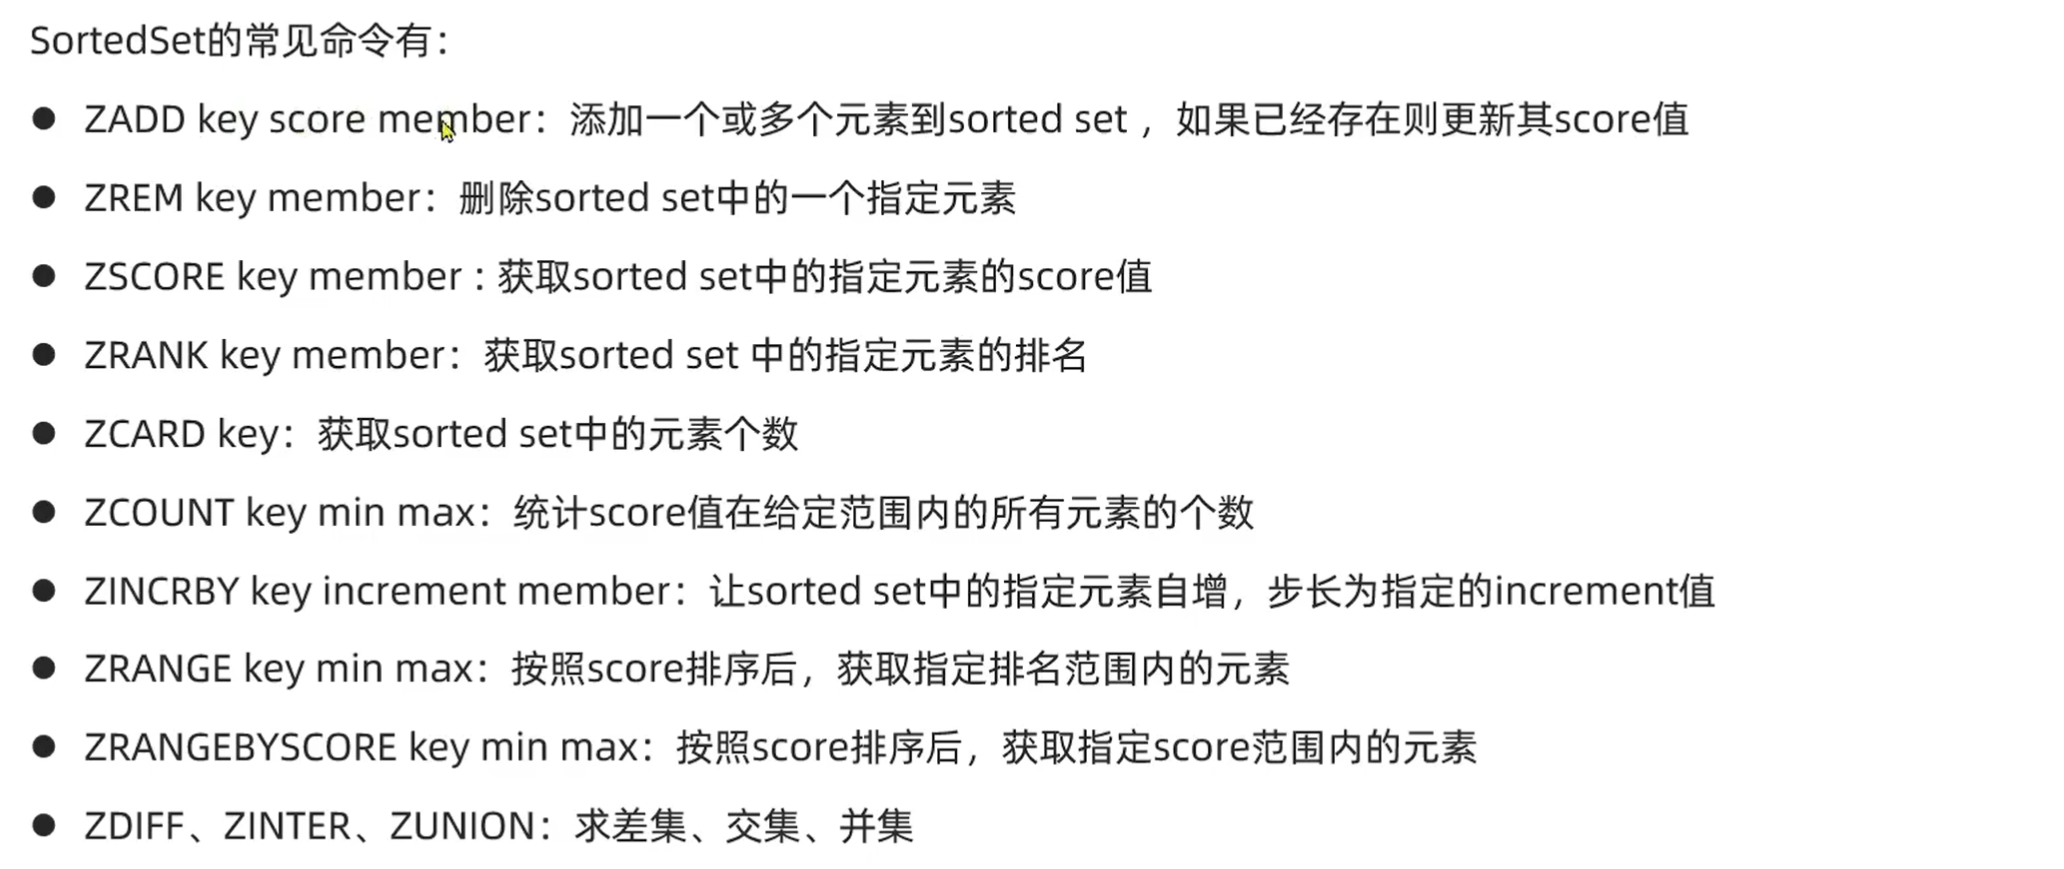 SortedSet的常见命令有：
● ZADD key score member：添加一个或多个元素到sorted set ，如果已经存在则更新其score值
● ZREM key member：删除sorted set中的一个指定元素
● ZSCORE key member : 获取sorted set中的指定元素的score值
● ZRANK key member：获取sorted set 中的指定元素的排名
● ZCARD key：获取sorted set中的元素个数
● ZCOUNT key min max：统计score值在给定范围内的所有元素的个数
● ZINCRBY key increment member：让sorted set中的指定元素自增，步长为指定的increment值
● ZRANGE key min max：按照score排序后，获取指定排名范围内的元素
● ZRANGEBYSCORE key min max：按照score排序后，获取指定score范围内的元素
● ZDIFF、ZINTER、ZUNION：求差集、交集、并集